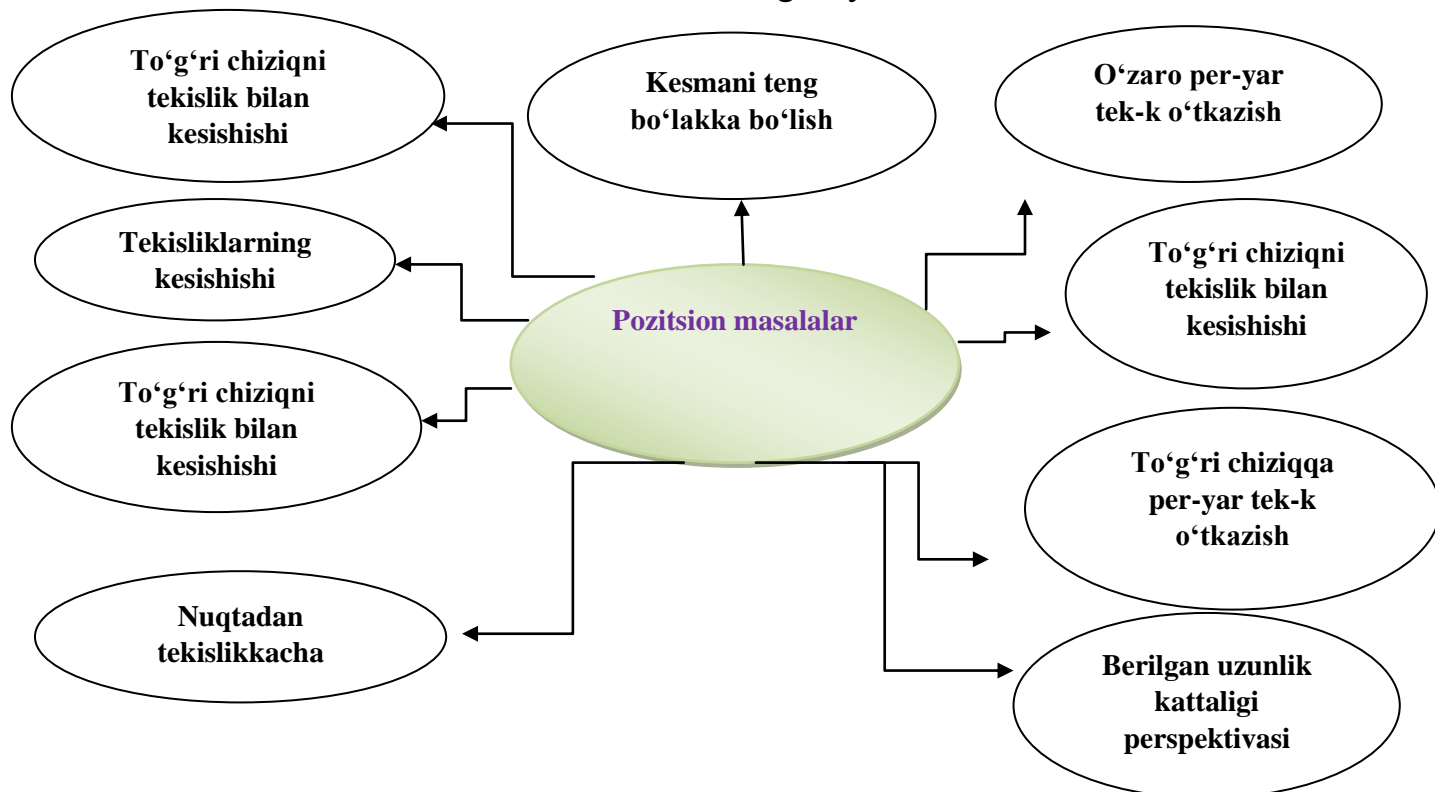 To‘g‘ri chiziqni
tekislik bilan
kesishishi
Kesmani teng
bo‘lakka bo‘lish
O‘zaro per-yar
tek-k o‘tkazish
Tekisliklarning
kesishishi
To‘g‘ri chiziqni
tekislik bilan
kesishishi
Pozitsion masalalar
To‘g‘ri chiziqni
tekislik bilan
kesishishi
To‘g‘ri chiziqqa
per-yar tek-k
o‘tkazish
Nuqtadan
tekislikkacha
Berilgan uzunlik
kattaligi
perspektivasi